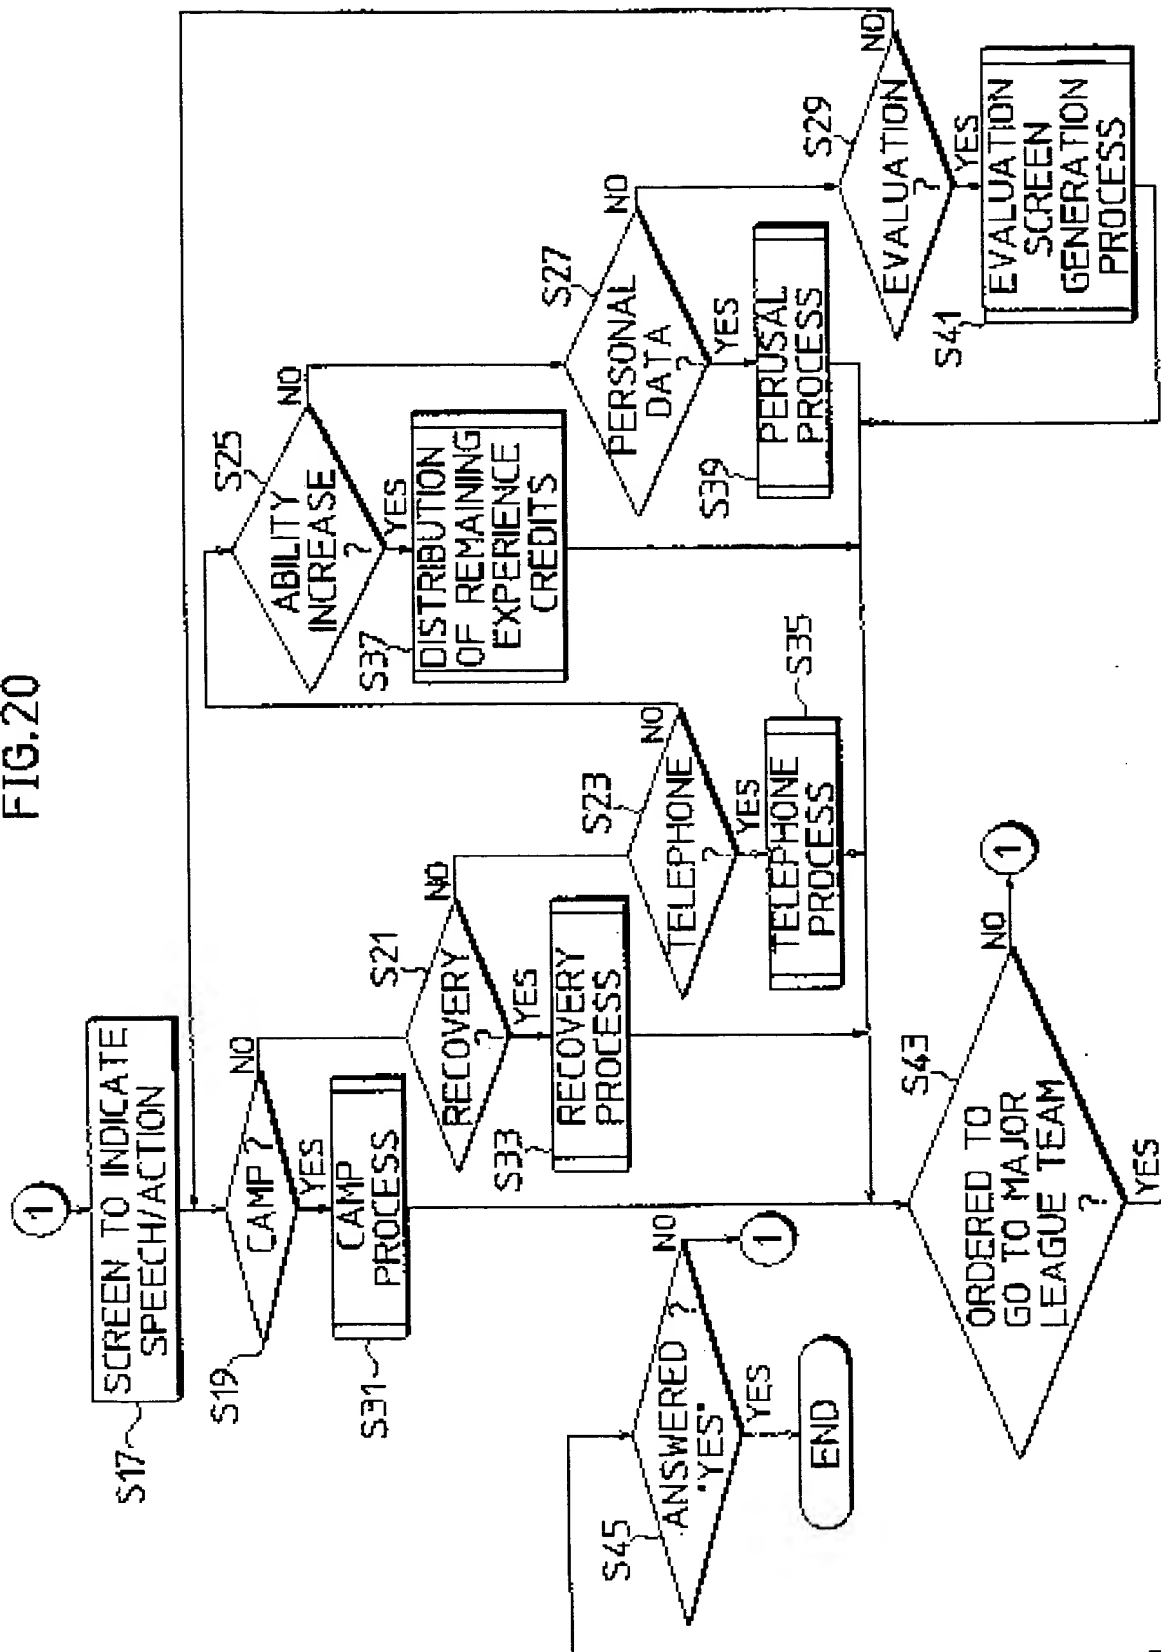 FIG.20
1
SCREEN TO INDICATE
SPEECH/ACTION
S17
CAMP ?
S19
NO
YES
CAMP
PROCESS
S31
RECOVERY
?
S21
NO
YES
RECOVERY
PROCESS
S33
TELEPHONE
?
S23
NO
YES
TELEPHONE
PROCESS
S35
ABILITY
INCREASE
?
S25
NO
YES
DISTRIBUTION
OF REMAINING
EXPERIENCE
CREDITS
S37
PERSONAL
DATA
?
S27
NO
YES
PERUSAL
PROCESS
S39
EVALUATION
?
S29
NO
YES
EVALUATION
SCREEN
GENERATION
PROCESS
S41
ORDERED TO
GO TO MAJOR
LEAGUE TEAM
?
S43
NO
1
YES
ANSWERED ?
"YES"
S45
NO
1
YES
END